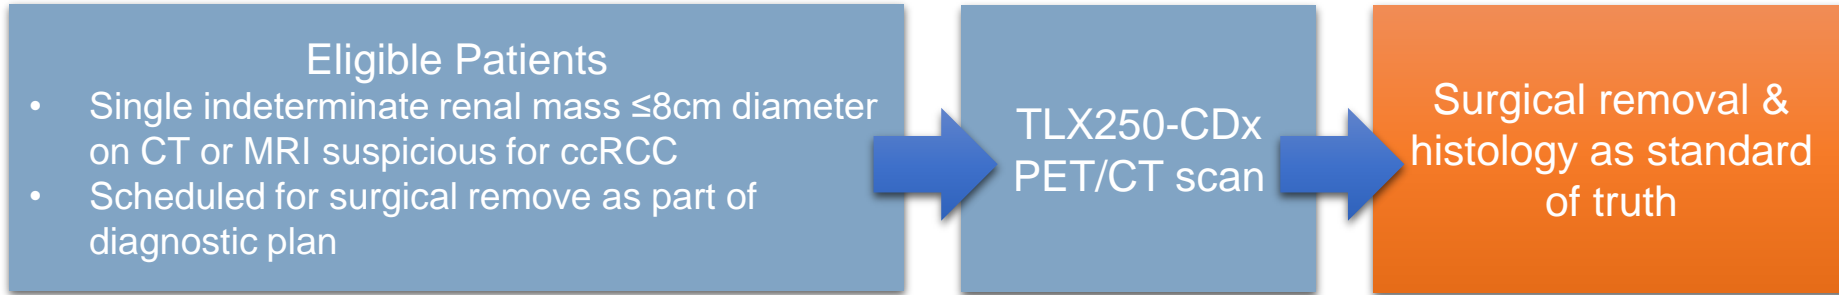 Eligible Patients
• Single indeterminate renal mass ≤8cm diameter
on CT or MRI suspicious for ccRCC
• Scheduled for surgical remove as part of
diagnostic plan
TLX250-CDx
PET/CT scan
Surgical removal &
histology as standard
of truth